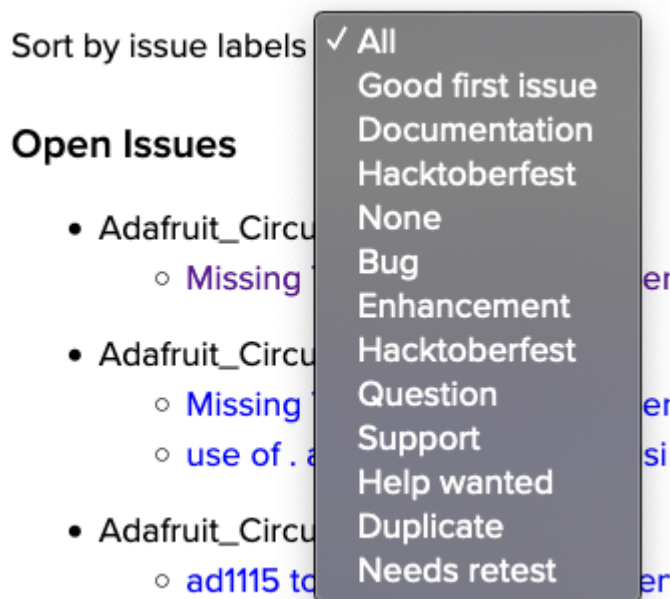 Sort by issue labels ✓ All
Good first issue
Documentation
Hacktoberfest
None
Bug
Enhancement
Hacktoberfest
Question
Support
Help wanted
Duplicate
Needs retest
Open Issues
• Adafruit_Circu
○ Missing
• Adafruit_Circu
○ Missing
○ use of .
• Adafruit_Circu
○ ad1115 to